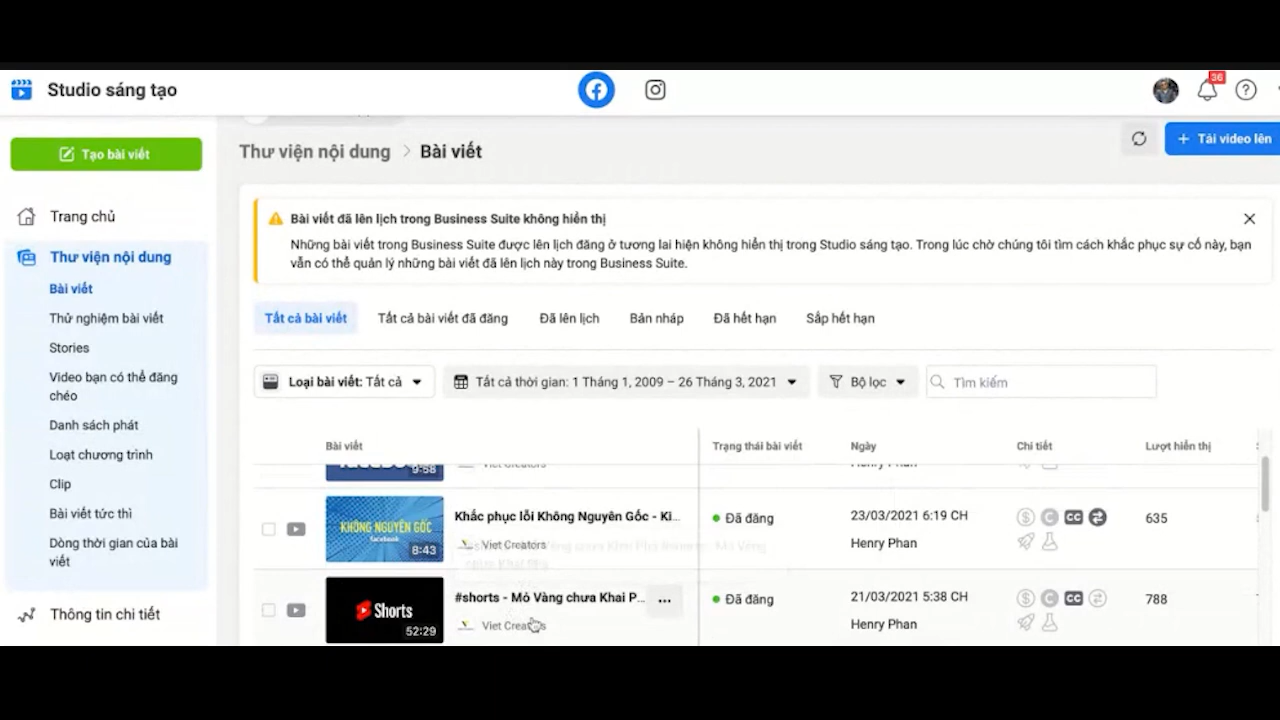 Studio sáng tạo
36
Tạo bài viết
Thư viện nội dung > Bài viết
+ Tải video lên
Trang chủ
Thư viện nội dung
Bài viết
Thử nghiệm bài viết
Stories
Video bạn có thể đăng
chéo
Danh sách phát
Loạt chương trình
Clip
Bài viết tức thì
Dòng thời gian của bài
viết
Thông tin chi tiết
Bài viết đã lên lịch trong Business Suite không hiển thị
Những bài viết trong Business Suite được lên lịch đăng ở tương lai hiện không hiển thị trong Studio sáng tạo. Trong lúc chờ chúng tôi tìm cách khắc phục sự cố này, bạn
vẫn có thể quản lý những bài viết đã lên lịch này trong Business Suite.
Tất cả bài viết
Tất cả bài viết đã đăng
Đã lên lịch
Bản nháp
Đã hết hạn
Sắp hết hạn
Loại bài viết: Tất cả
Tất cả thời gian: 1 Tháng 1, 2009 – 26 Tháng 3, 2021
Bộ lọc
Tìm kiếm
Bài viết
Trạng thái bài viết
Ngày
Chi tiết
Lượt hiển thị
9:58
Viet Creators
Henry Phan
KHÔNG NGUYÊN GỐC
facebook
8:43
Khắc phục lỗi Không Nguyên Gốc - Ki...
Viet Creators
Đã đăng
23/03/2021 6:19 CH
Henry Phan
CC
635
Shorts
52:29
#shorts - Mỏ Vàng chưa Khai P...
Viet Creators
Đã đăng
21/03/2021 5:38 CH
Henry Phan
CC
788